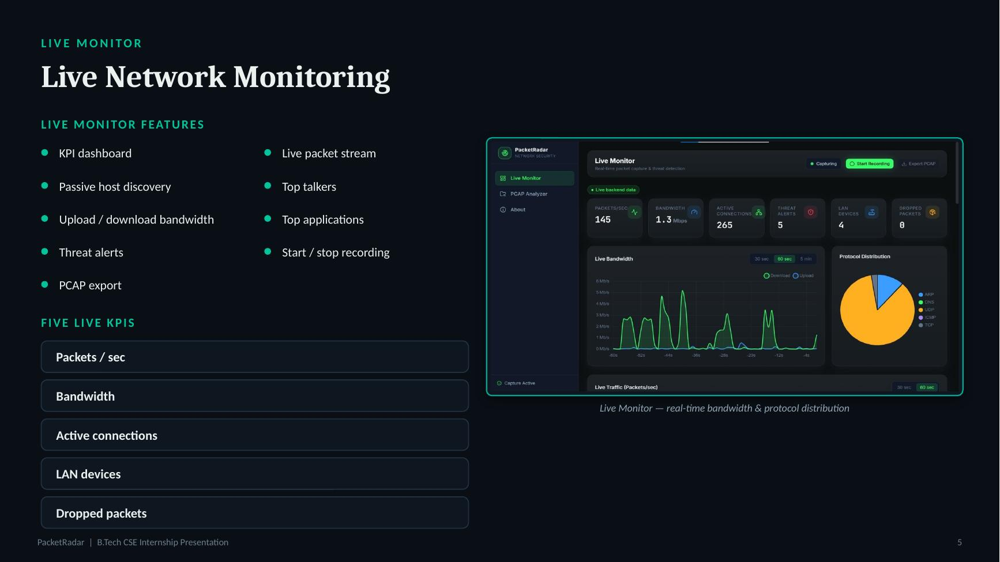 LIVE MONITOR
Live Network Monitoring
LIVE MONITOR FEATURES
KPI dashboard
Passive host discovery
Upload / download bandwidth
Threat alerts
PCAP export
Live packet stream
Top talkers
Top applications
Start / stop recording
FIVE LIVE KPIS
Packets / sec
Bandwidth
Active connections
LAN devices
Dropped packets
PacketRadar
NETWORK SECURITY
Live Monitor
PCAP Analyzer
About
Capture Active
Live Monitor
Real-time packet capture & threat detection
Capturing
Start Recording
Export PCAP
Live backend data
PACKETS/SEC
145
BANDWIDTH
1.3 Mbps
ACTIVE
CONNECTIONS
265
THREAT
ALERTS
5
LAN
DEVICES
4
DROPPED
PACKETS
0
Live Bandwidth
30 sec 60 sec 5 min
Download Upload
6 Mb/s
5 Mb/s
4 Mb/s
3 Mb/s
2 Mb/s
1 Mb/s
0 Mb/s
-60s -52s -44s -36s -28s -20s -12s -4s
Protocol Distribution
ARP
DNS
UDP
ICMP
TCP
Live Traffic (Packets/sec)
30 sec 60 sec
Live Monitor — real-time bandwidth & protocol distribution
PacketRadar | B.Tech CSE Internship Presentation
5